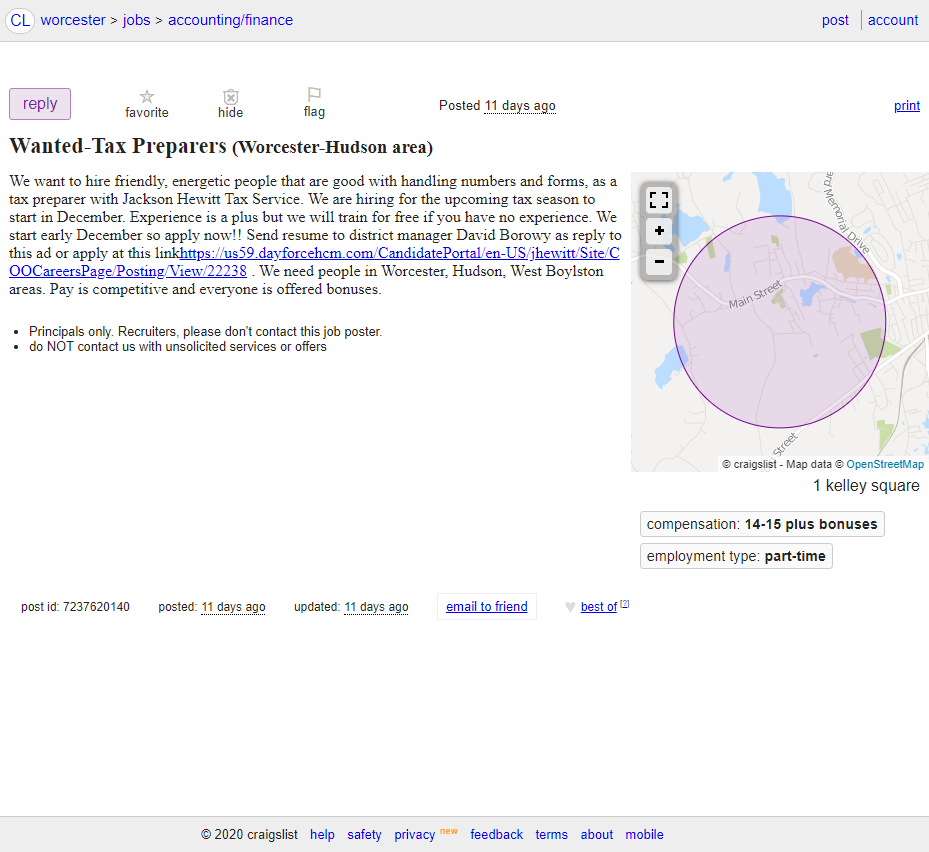 CL worcester > jobs > accounting/finance post account
reply favorite hide flag Posted 11 days ago print
Wanted-Tax Preparers (Worcester-Hudson area)
We want to hire friendly, energetic people that are good with handling numbers and forms, as a
tax preparer with Jackson Hewitt Tax Service. We are hiring for the upcoming tax season to
start in December. Experience is a plus but we will train for free if you have no experience. We
start early December so apply now!! Send resume to district manager David Borowy as reply to
this ad or apply at this linkhttps://us59.dayforcehcm.com/CandidatePortal/en-US/jhewitt/Site/C
OOCareersPage/Posting/View/22238 . We need people in Worcester, Hudson, West Boylston
areas. Pay is competitive and everyone is offered bonuses.
• Principals only. Recruiters, please don't contact this job poster.
• do NOT contact us with unsolicited services or offers
+
−
Memorial Drive
Main Street
Street
© craigslist - Map data © OpenStreetMap
1 kelley square
compensation: 14-15 plus bonuses
employment type: part-time
post id: 7237620140 posted: 11 days ago updated: 11 days ago email to friend ♥ best of [?]
© 2020 craigslist help safety privacy new feedback terms about mobile